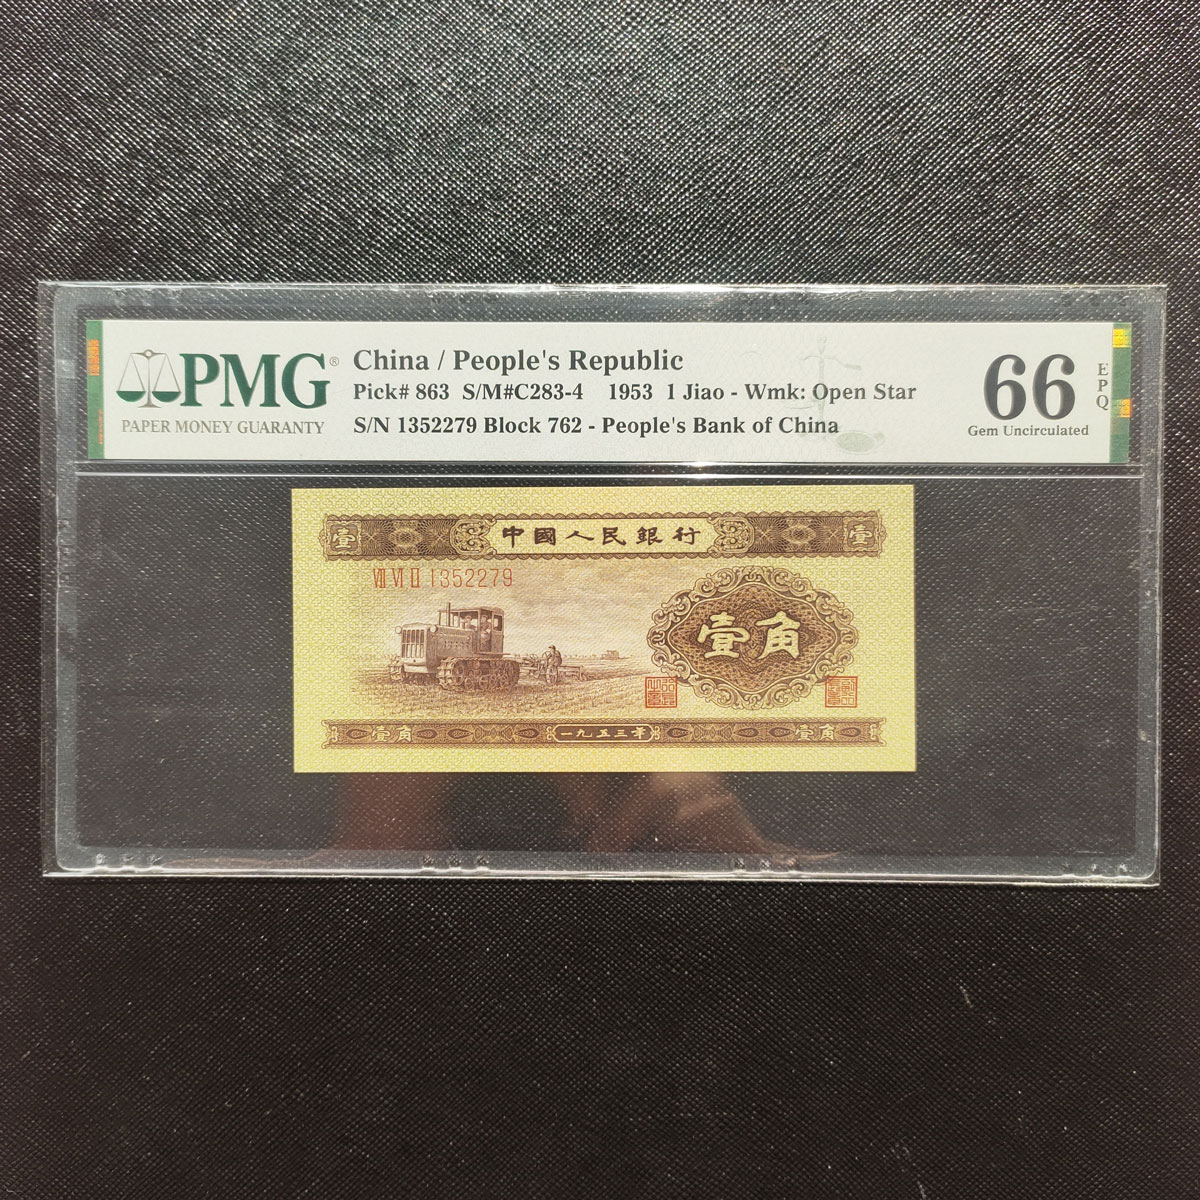 PMG®
PAPER MONEY GUARANTY
China / People's Republic
Pick# 863 S/M#C283-4 1953 1 Jiao - Wmk: Open Star
S/N 1352279 Block 762 - People's Bank of China
66
EPQ
Gem Uncirculated
壹 中國人民銀行 壹
Ⅶ Ⅵ Ⅱ 1352279
壹角
壹角 一九五三年 壹角